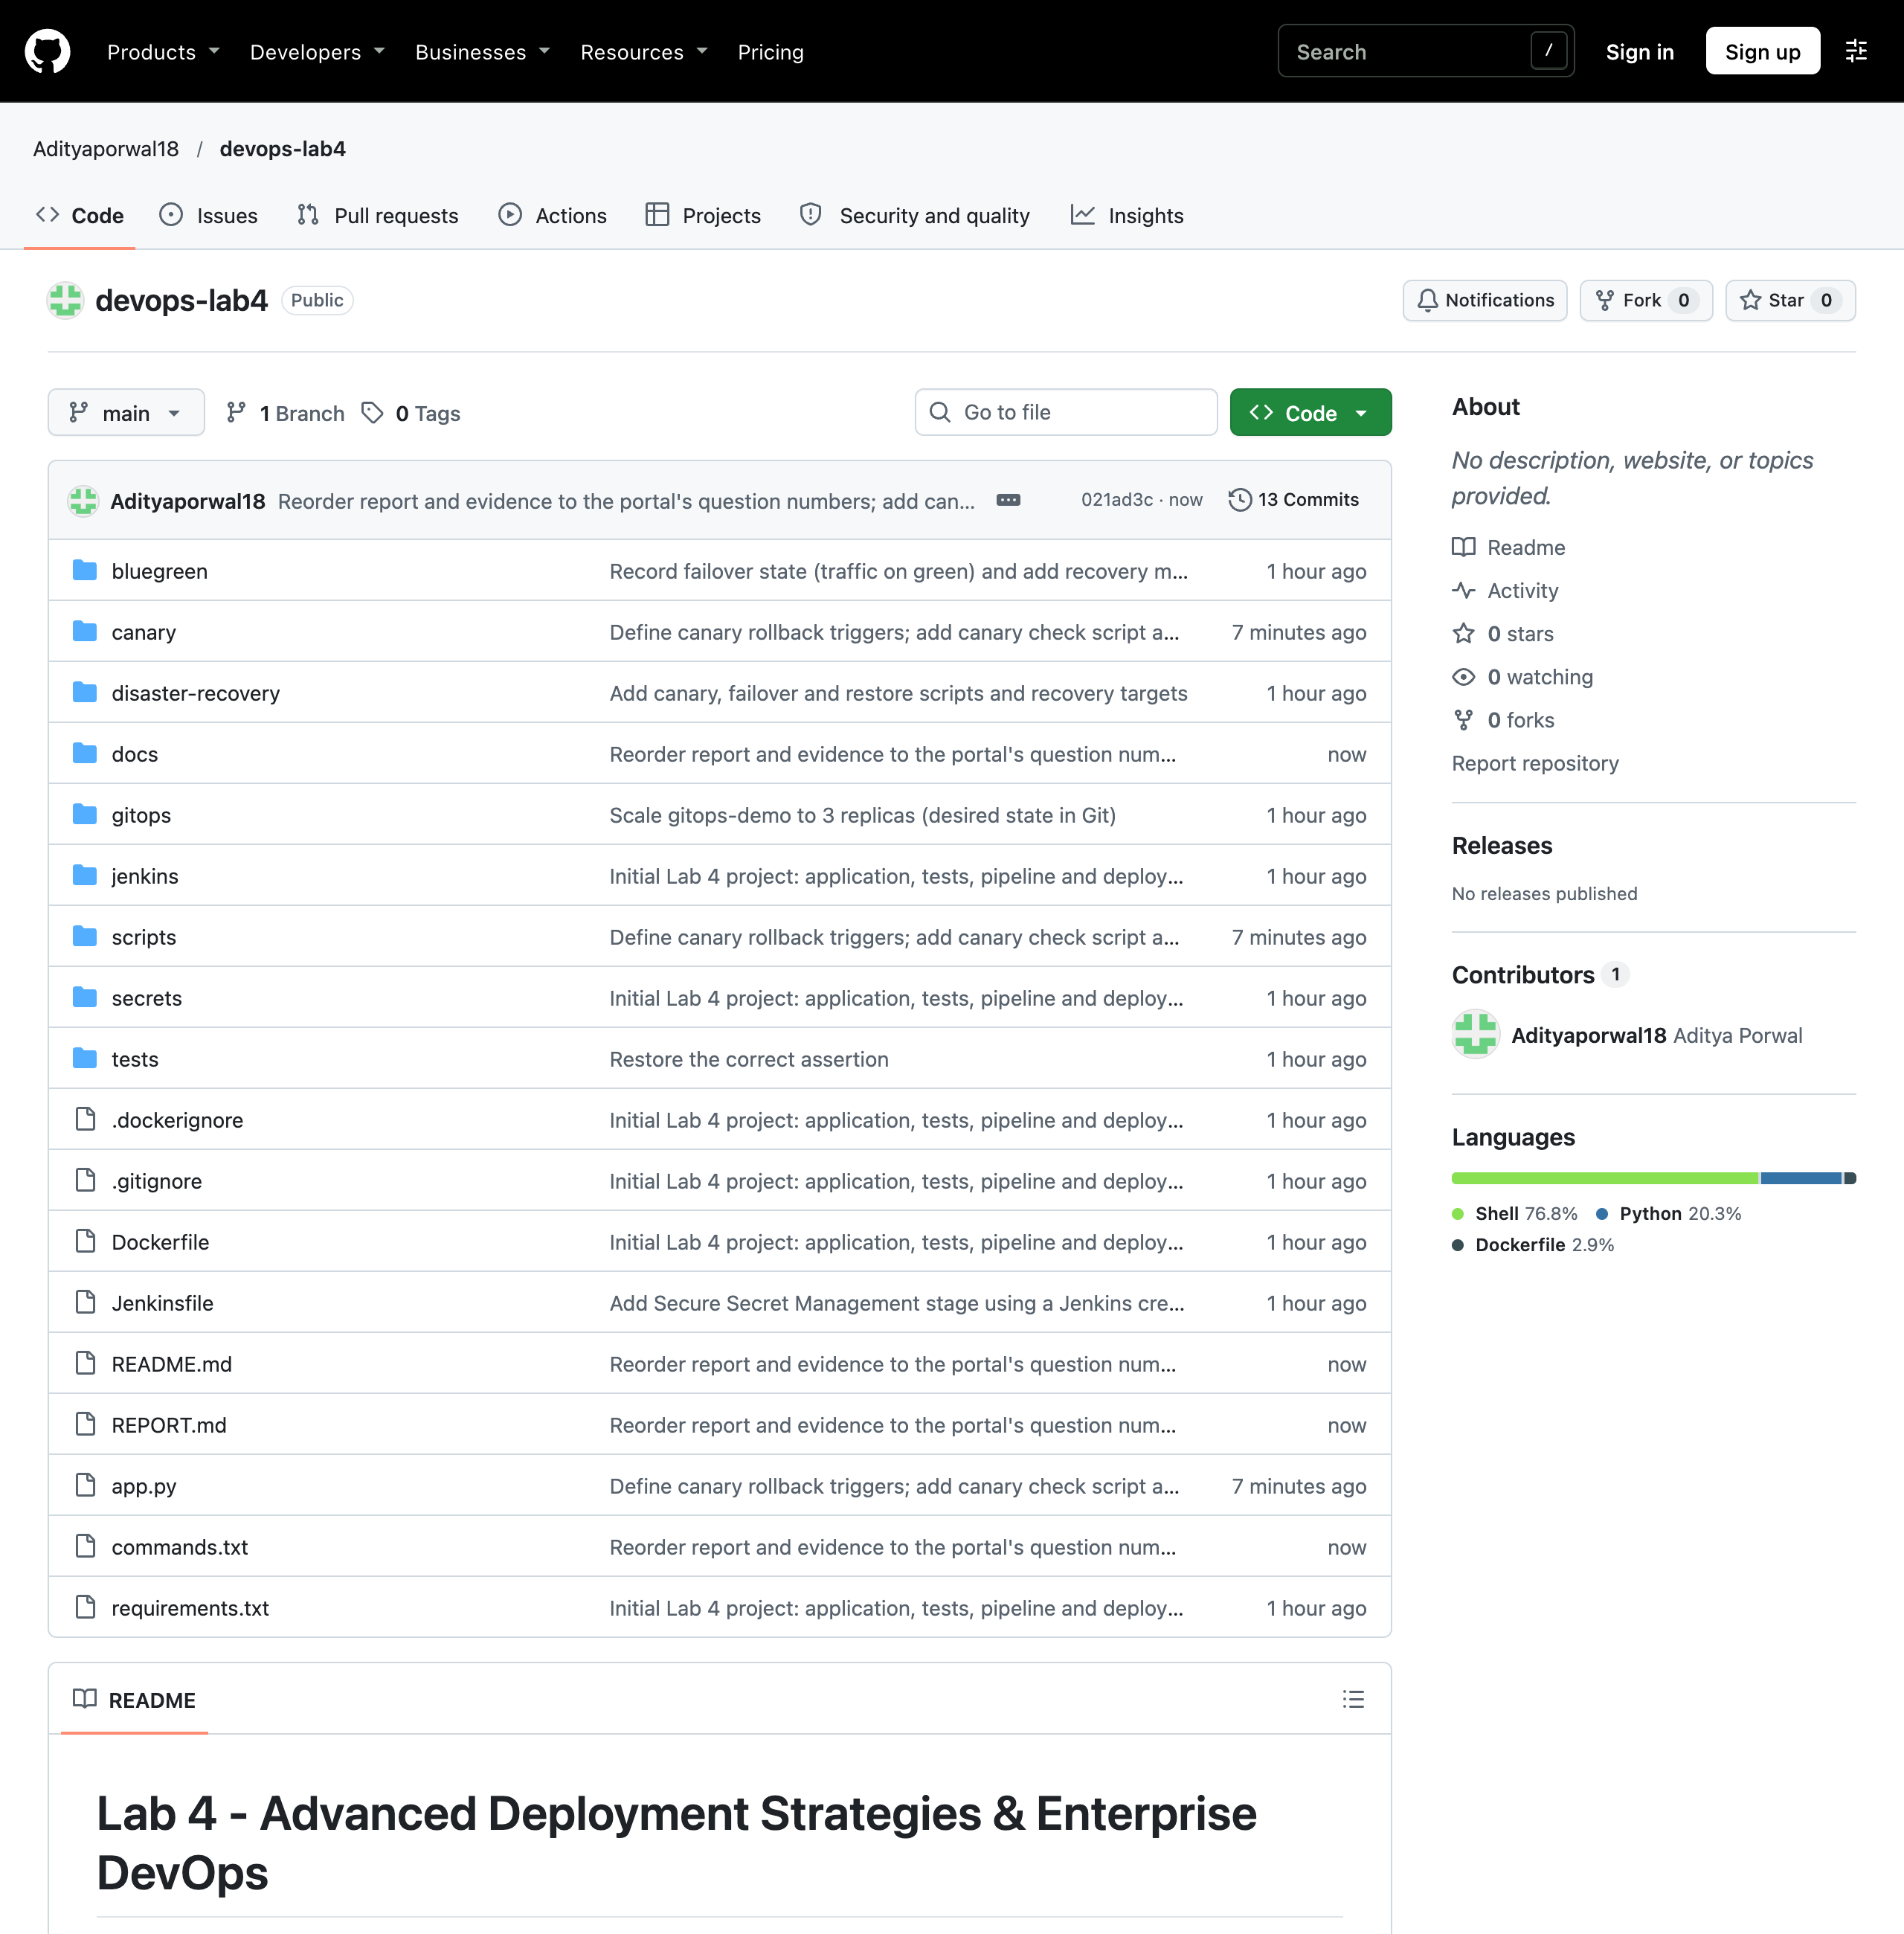 Products Developers Businesses Resources Pricing Search / Sign in Sign up
Adityaporwal18 / devops-lab4
Code Issues Pull requests Actions Projects Security and quality Insights
devops-lab4 Public Notifications Fork 0 Star 0
main 1 Branch 0 Tags Go to file Code
Adityaporwal18 Reorder report and evidence to the portal's question numbers; add can... 021ad3c · now 13 Commits
bluegreen Record failover state (traffic on green) and add recovery m... 1 hour ago
canary Define canary rollback triggers; add canary check script a... 7 minutes ago
disaster-recovery Add canary, failover and restore scripts and recovery targets 1 hour ago
docs Reorder report and evidence to the portal's question num... now
gitops Scale gitops-demo to 3 replicas (desired state in Git) 1 hour ago
jenkins Initial Lab 4 project: application, tests, pipeline and deploy... 1 hour ago
scripts Define canary rollback triggers; add canary check script a... 7 minutes ago
secrets Initial Lab 4 project: application, tests, pipeline and deploy... 1 hour ago
tests Restore the correct assertion 1 hour ago
.dockerignore Initial Lab 4 project: application, tests, pipeline and deploy... 1 hour ago
.gitignore Initial Lab 4 project: application, tests, pipeline and deploy... 1 hour ago
Dockerfile Initial Lab 4 project: application, tests, pipeline and deploy... 1 hour ago
Jenkinsfile Add Secure Secret Management stage using a Jenkins cre... 1 hour ago
README.md Reorder report and evidence to the portal's question num... now
REPORT.md Reorder report and evidence to the portal's question num... now
app.py Define canary rollback triggers; add canary check script a... 7 minutes ago
commands.txt Reorder report and evidence to the portal's question num... now
requirements.txt Initial Lab 4 project: application, tests, pipeline and deploy... 1 hour ago
README
Lab 4 - Advanced Deployment Strategies & Enterprise
DevOps
About
No description, website, or topics
provided.
Readme
Activity
0 stars
0 watching
0 forks
Report repository
Releases
No releases published
Contributors 1
Adityaporwal18 Aditya Porwal
Languages
Shell 76.8% Python 20.3%
Dockerfile 2.9%